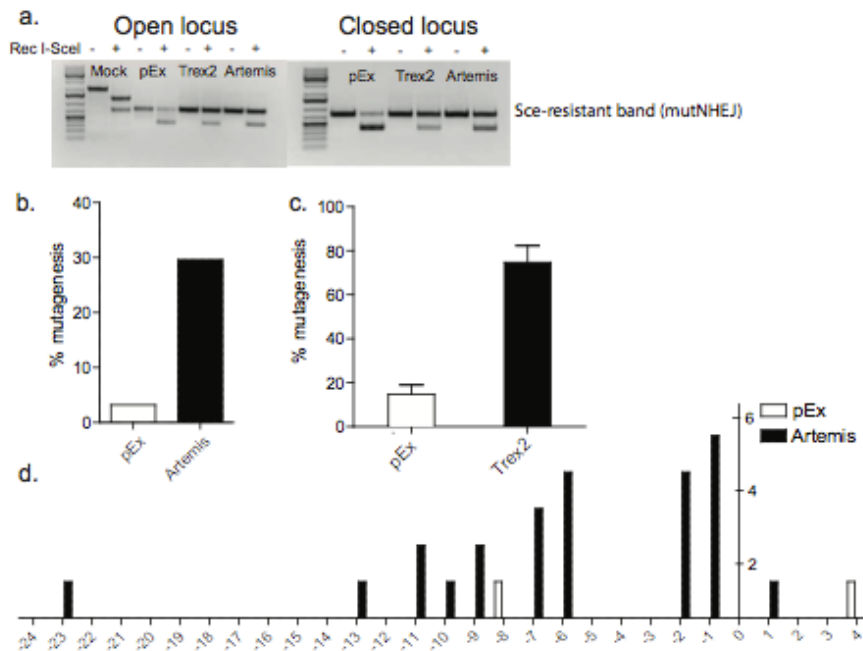 a.
Open locus
Closed locus
Rec I-SceI - + - + - + - +
- + - + - +
Mock pEx Trex2 Artemis
pEx Trex2 Artemis
Sce-resistant band (mutNHEJ)
b.
% mutagenesis
40
30
20
10
0
pEx
Artemis
c.
% mutagenesis
100
80
60
40
20
0
pEx
Trex2
pEx
Artemis
d.
6
4
2
-24 -23 -22 -21 -20 -19 -18 -17 -16 -15 -14 -13 -12 -11 -10 -9 -8 -7 -6 -5 -4 -3 -2 -1 0 1 2 3 4